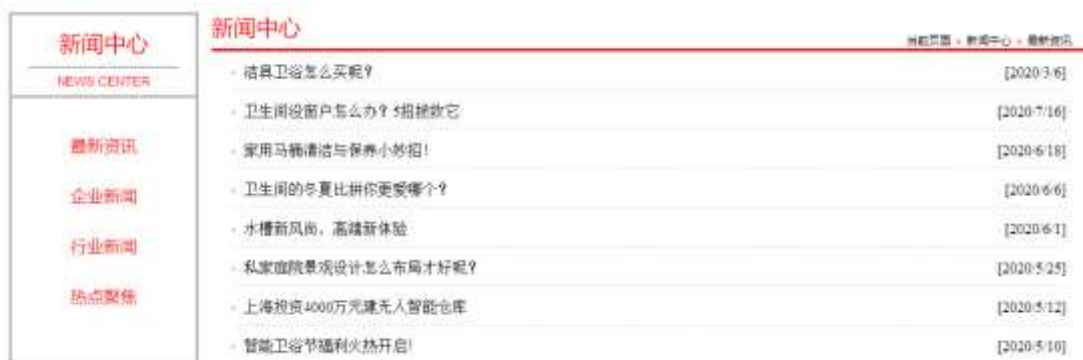 新闻中心
NEWS CENTER
最新资讯
企业新闻
行业新闻
热点聚焦
新闻中心
当前页面 > 新闻中心 > 最新资讯
洁具卫浴怎么买呢？ [2020/3/6]
卫生间没窗户怎么办？5招拯救它 [2020/7/16]
家用马桶清洁与保养小妙招！ [2020/6/18]
卫生间的冬夏比拼你更爱哪个？ [2020/6/6]
水槽新风尚，高端新体验 [2020/6/1]
私家庭院景观设计怎么布局才好呢？ [2020/5/25]
上海投资4000万元建无人智能仓库 [2020/5/12]
智能卫浴节福利火热开启！ [2020/5/10]